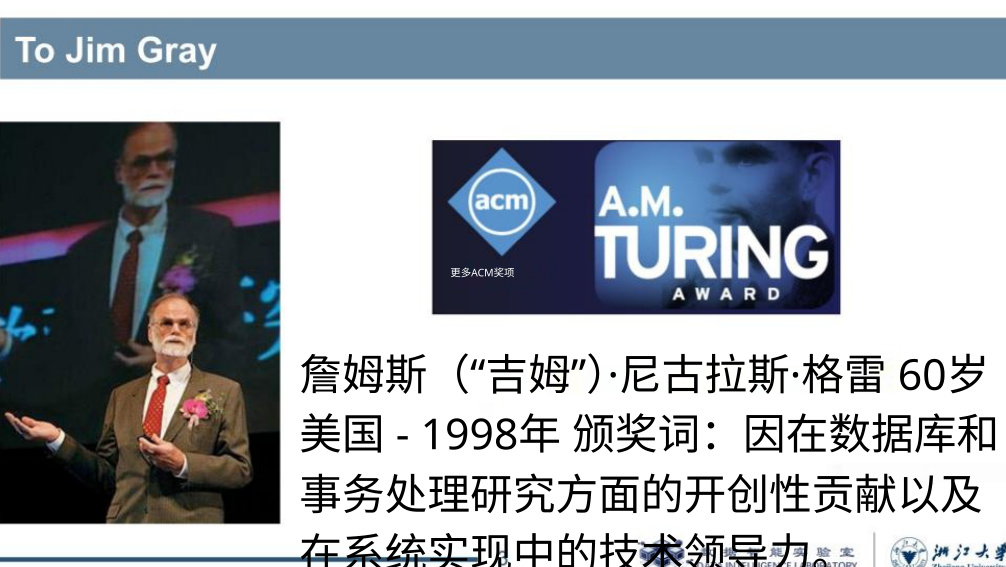 To Jim Gray
acm
A.M.
TURING
AWARD
更多ACM奖项
詹姆斯（“吉姆”）·尼古拉斯·格雷 60岁
美国 - 1998年 颁奖词：因在数据库和
事务处理研究方面的开创性贡献以及
在系统实现中的技术领导力。
能实验室
DATA INTELLIGENCE LABORATORY
浙江大学